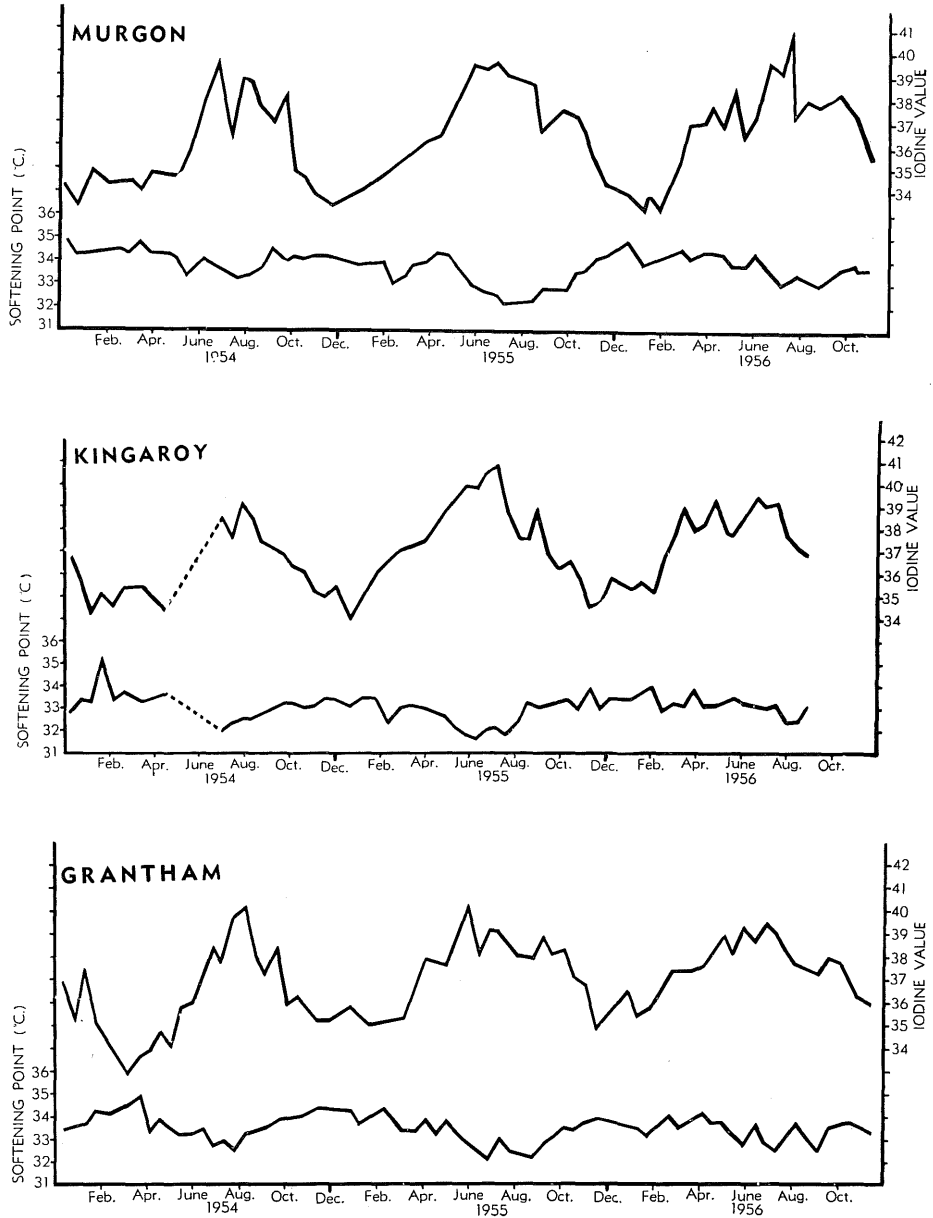 MURGON
SOFTENING POINT (°C.)
36
35
34
33
32
31
41
40
39
38
37
36
35
34
IODINE VALUE
Feb. Apr. June Aug. Oct. Dec. Feb. Apr. June Aug. Oct. Dec. Feb. Apr. June Aug. Oct.
1954 1955 1956
KINGAROY
SOFTENING POINT (°C)
36
35
34
33
32
31
42
41
40
39
38
37
36
35
34
IODINE VALUE
Feb. Apr. June Aug. Oct. Dec. Feb. Apr. June Aug. Oct. Dec. Feb. Apr. June Aug. Oct.
1954 1955 1956
GRANTHAM
SOFTENING POINT (°C.)
36
35
34
33
32
31
42
41
40
39
38
37
36
35
34
IODINE VALUE
Feb. Apr. June Aug. Oct. Dec. Feb. Apr. June Aug. Oct. Dec. Feb. Apr. June Aug. Oct.
1954 1955 1956